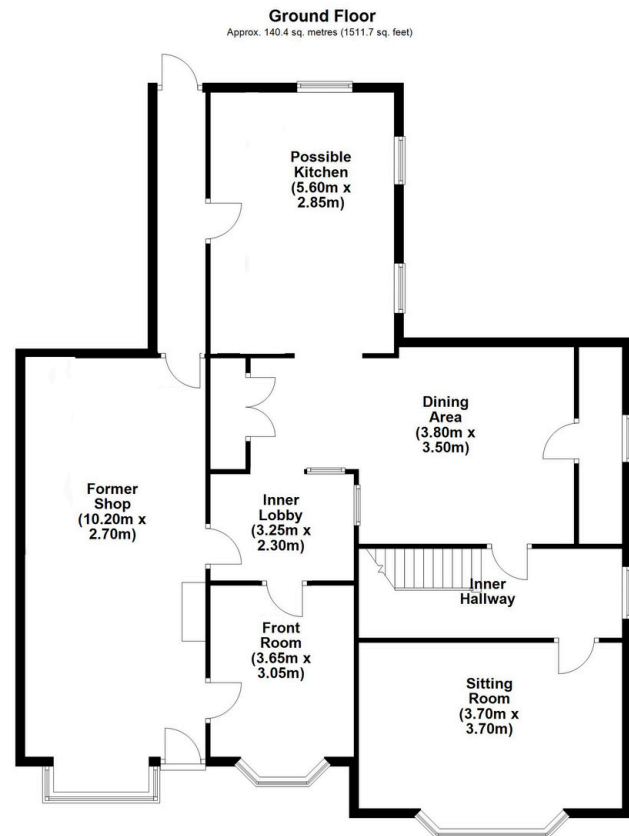 Ground Floor
Approx. 140.4 sq. metres (1511.7 sq. feet)
Possible
Kitchen
(5.60m x
2.85m)
Dining
Area
(3.80m x
3.50m)
Former
Shop
(10.20m x
2.70m)
Inner
Lobby
(3.25m x
2.30m)
Inner
Hallway
Front
Room
(3.65m x
3.05m)
Sitting
Room
(3.70m x
3.70m)